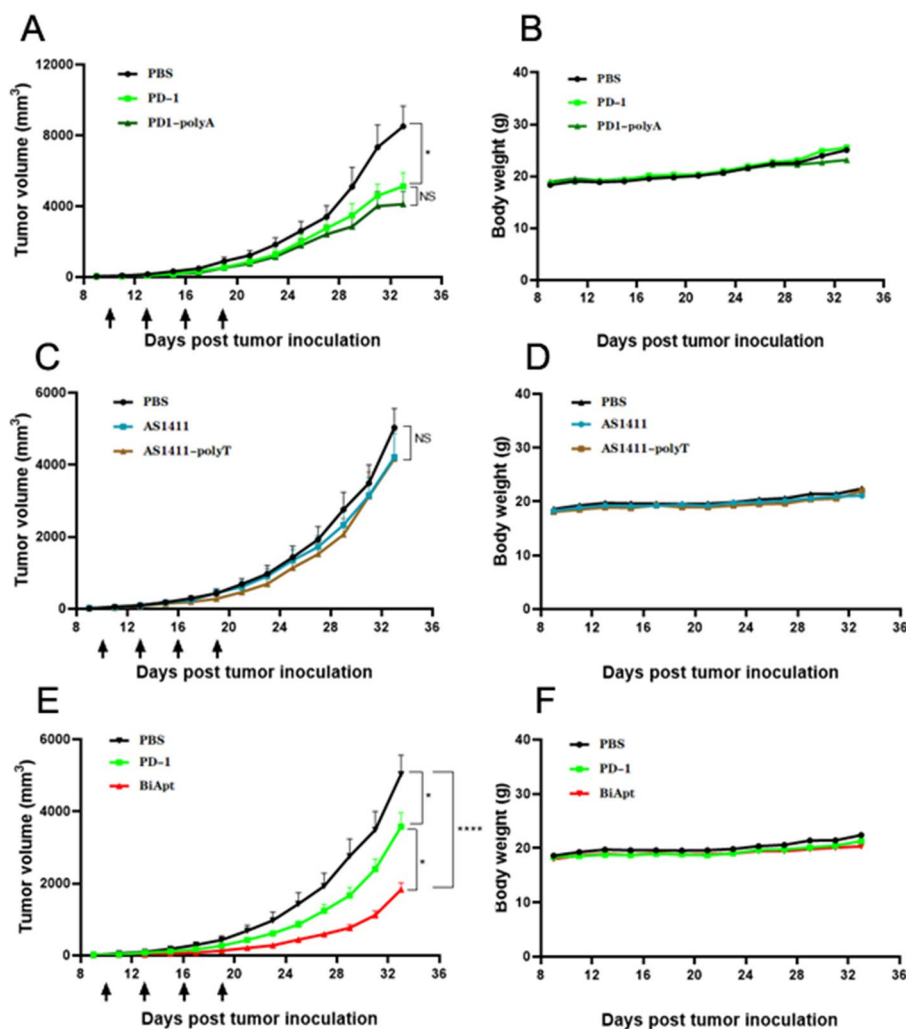 A
Tumor volume (mm³)
12000
8000
4000
0
PBS
PD-1
PD1-polyA
*
NS
8 12 16 20 24 28 32 36
Days post tumor inoculation
B
Body weight (g)
40
30
20
10
0
PBS
PD-1
PD1-polyA
8 12 16 20 24 28 32 36
Days post tumor inoculation
C
Tumor volume (mm³)
6000
4000
2000
0
PBS
AS1411
AS1411-polyT
NS
8 12 16 20 24 28 32 36
Days post tumor inoculation
D
Body weight (g)
40
30
20
10
0
PBS
AS1411
AS1411-polyT
8 12 16 20 24 28 32 36
Days post tumor inoculation
E
Tumor volume (mm³)
6000
4000
2000
0
PBS
PD-1
BiApt
*
*
****
8 12 16 20 24 28 32 36
Days post tumor inoculation
F
Body weight (g)
40
30
20
10
0
PBS
PD-1
BiApt
8 12 16 20 24 28 32 36
Days post tumor inoculation